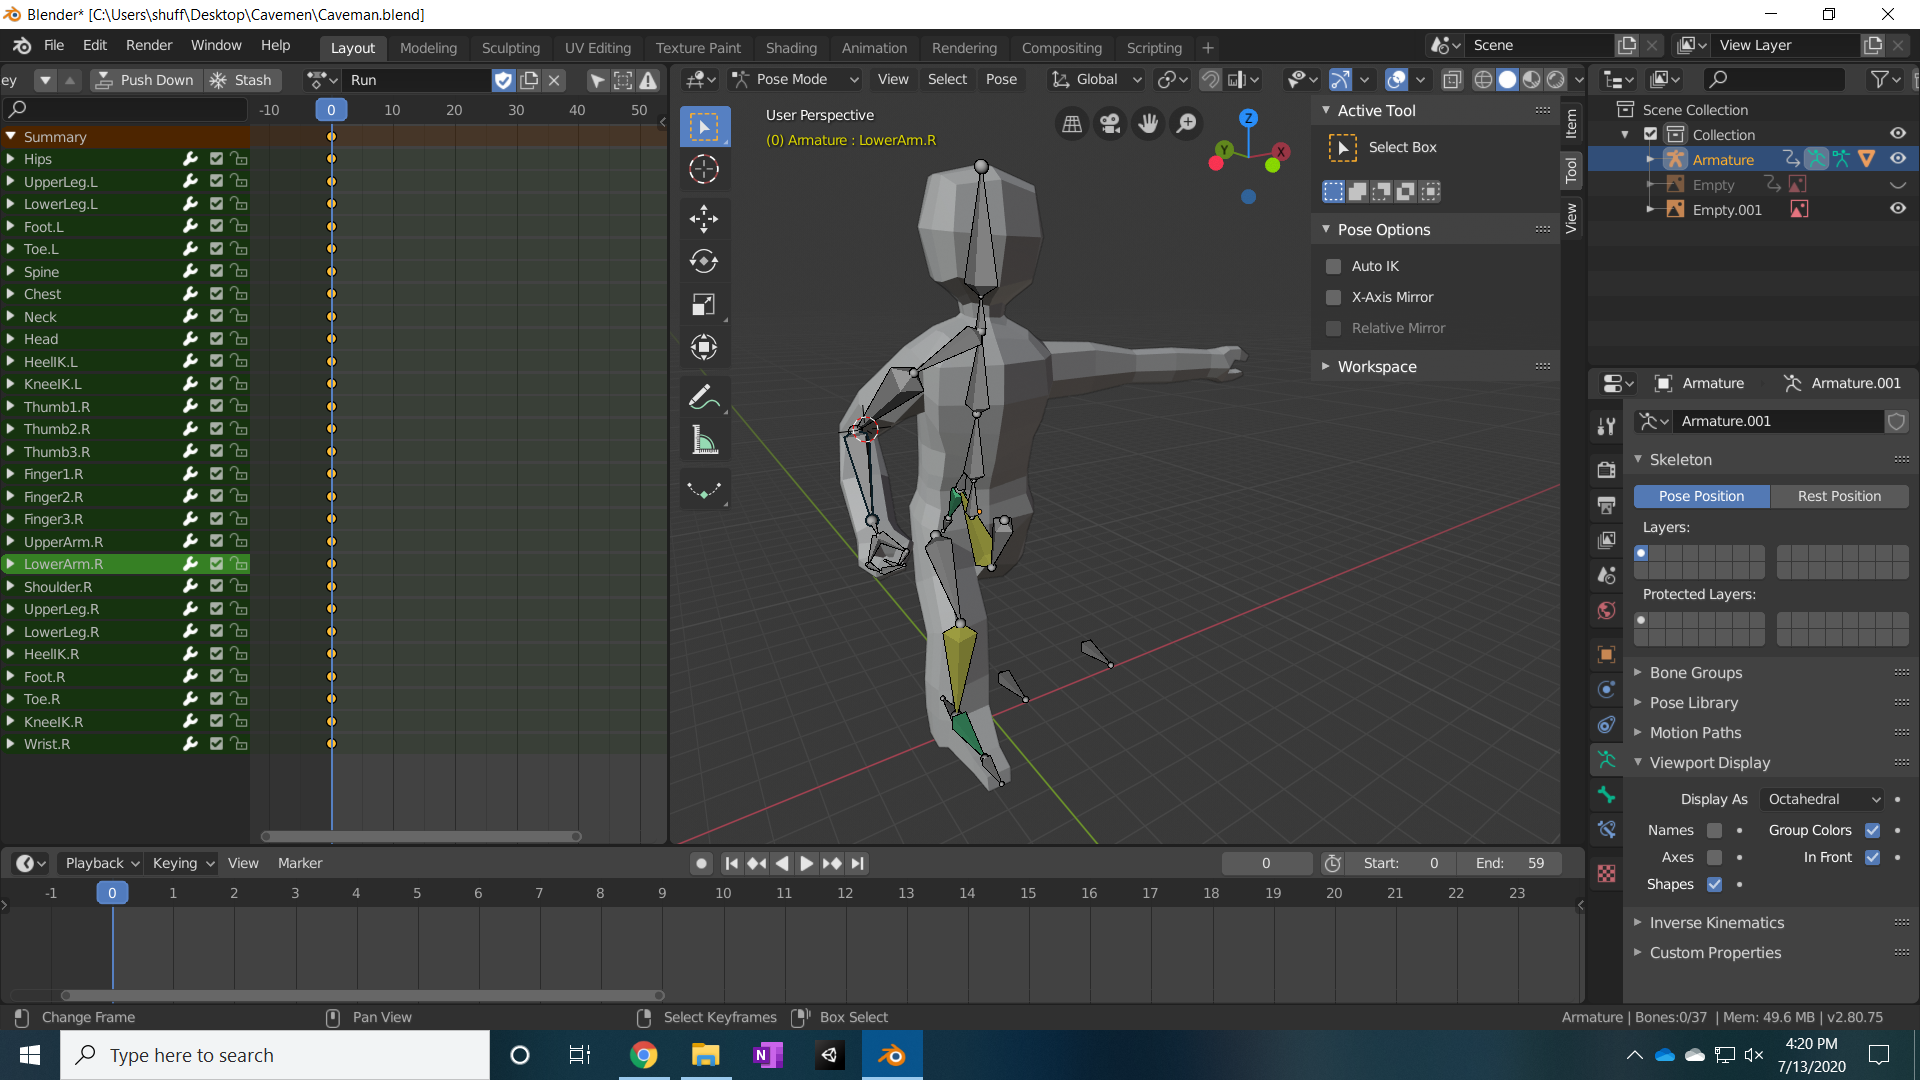 Blender* [C:\Users\shuff\Desktop\Cavemen\Caveman.blend]
File Edit Render Window Help Layout Modeling Sculpting UV Editing Texture Paint Shading Animation Rendering Compositing Scripting + Scene View Layer
ey Push Down Stash Run Pose Mode View Select Pose Global
-10 0 10 20 30 40 50
Summary
Hips
UpperLeg.L
LowerLeg.L
Foot.L
Toe.L
Spine
Chest
Neck
Head
HeelIK.L
KneeIK.L
Thumb1.R
Thumb2.R
Thumb3.R
Finger1.R
Finger2.R
Finger3.R
UpperArm.R
LowerArm.R
Shoulder.R
UpperLeg.R
LowerLeg.R
HeelIK.R
Foot.R
Toe.R
KneeIK.R
Wrist.R
User Perspective
(0) Armature : LowerArm.R
Z
Y
X
Active Tool
Select Box
Pose Options
Auto IK
X-Axis Mirror
Relative Mirror
Workspace
Item
Tool
View
Scene Collection
Collection
Armature
Empty
Empty.001
Armature Armature.001
Armature.001
Skeleton
Pose Position Rest Position
Layers:
Protected Layers:
Bone Groups
Pose Library
Motion Paths
Viewport Display
Display As Octahedral
Names Group Colors
Axes In Front
Shapes
Inverse Kinematics
Custom Properties
Playback Keying View Marker 0 Start: 0 End: 59
-1 0 1 2 3 4 5 6 7 8 9 10 11 12 13 14 15 16 17 18 19 20 21 22 23
Change Frame Pan View Select Keyframes Box Select Armature | Bones:0/37 | Mem: 49.6 MB | v2.80.75
Type here to search
4:20 PM
7/13/2020